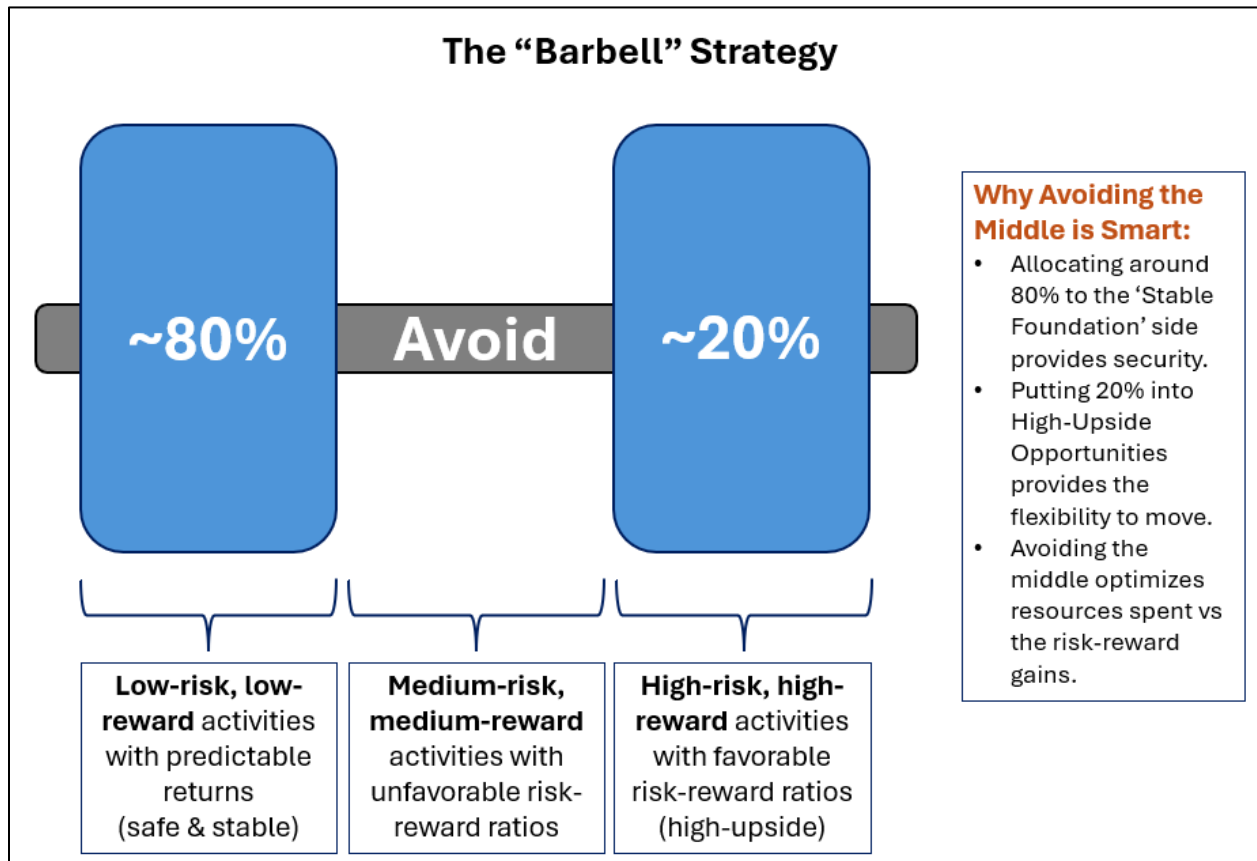 The “Barbell” Strategy
~80%
Avoid
~20%
Low-risk, low-
reward activities
with predictable
returns
(safe & stable)
Medium-risk,
medium-reward
activities with
unfavorable risk-
reward ratios
High-risk, high-
reward activities
with favorable
risk-reward ratios
(high-upside)
Why Avoiding the
Middle is Smart:
• Allocating around
80% to the ‘Stable
Foundation’ side
provides security.
• Putting 20% into
High-Upside
Opportunities
provides the
flexibility to move.
• Avoiding the
middle optimizes
resources spent vs
the risk-reward
gains.